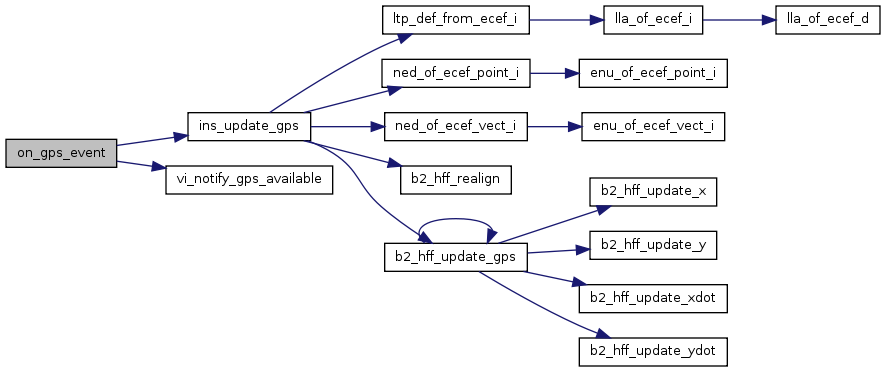 on_gps_event
ins_update_gps
vi_notify_gps_available
ltp_def_from_ecef_i
lla_of_ecef_i
lla_of_ecef_d
ned_of_ecef_point_i
enu_of_ecef_point_i
ned_of_ecef_vect_i
enu_of_ecef_vect_i
b2_hff_realign
b2_hff_update_gps
b2_hff_update_x
b2_hff_update_y
b2_hff_update_xdot
b2_hff_update_ydot